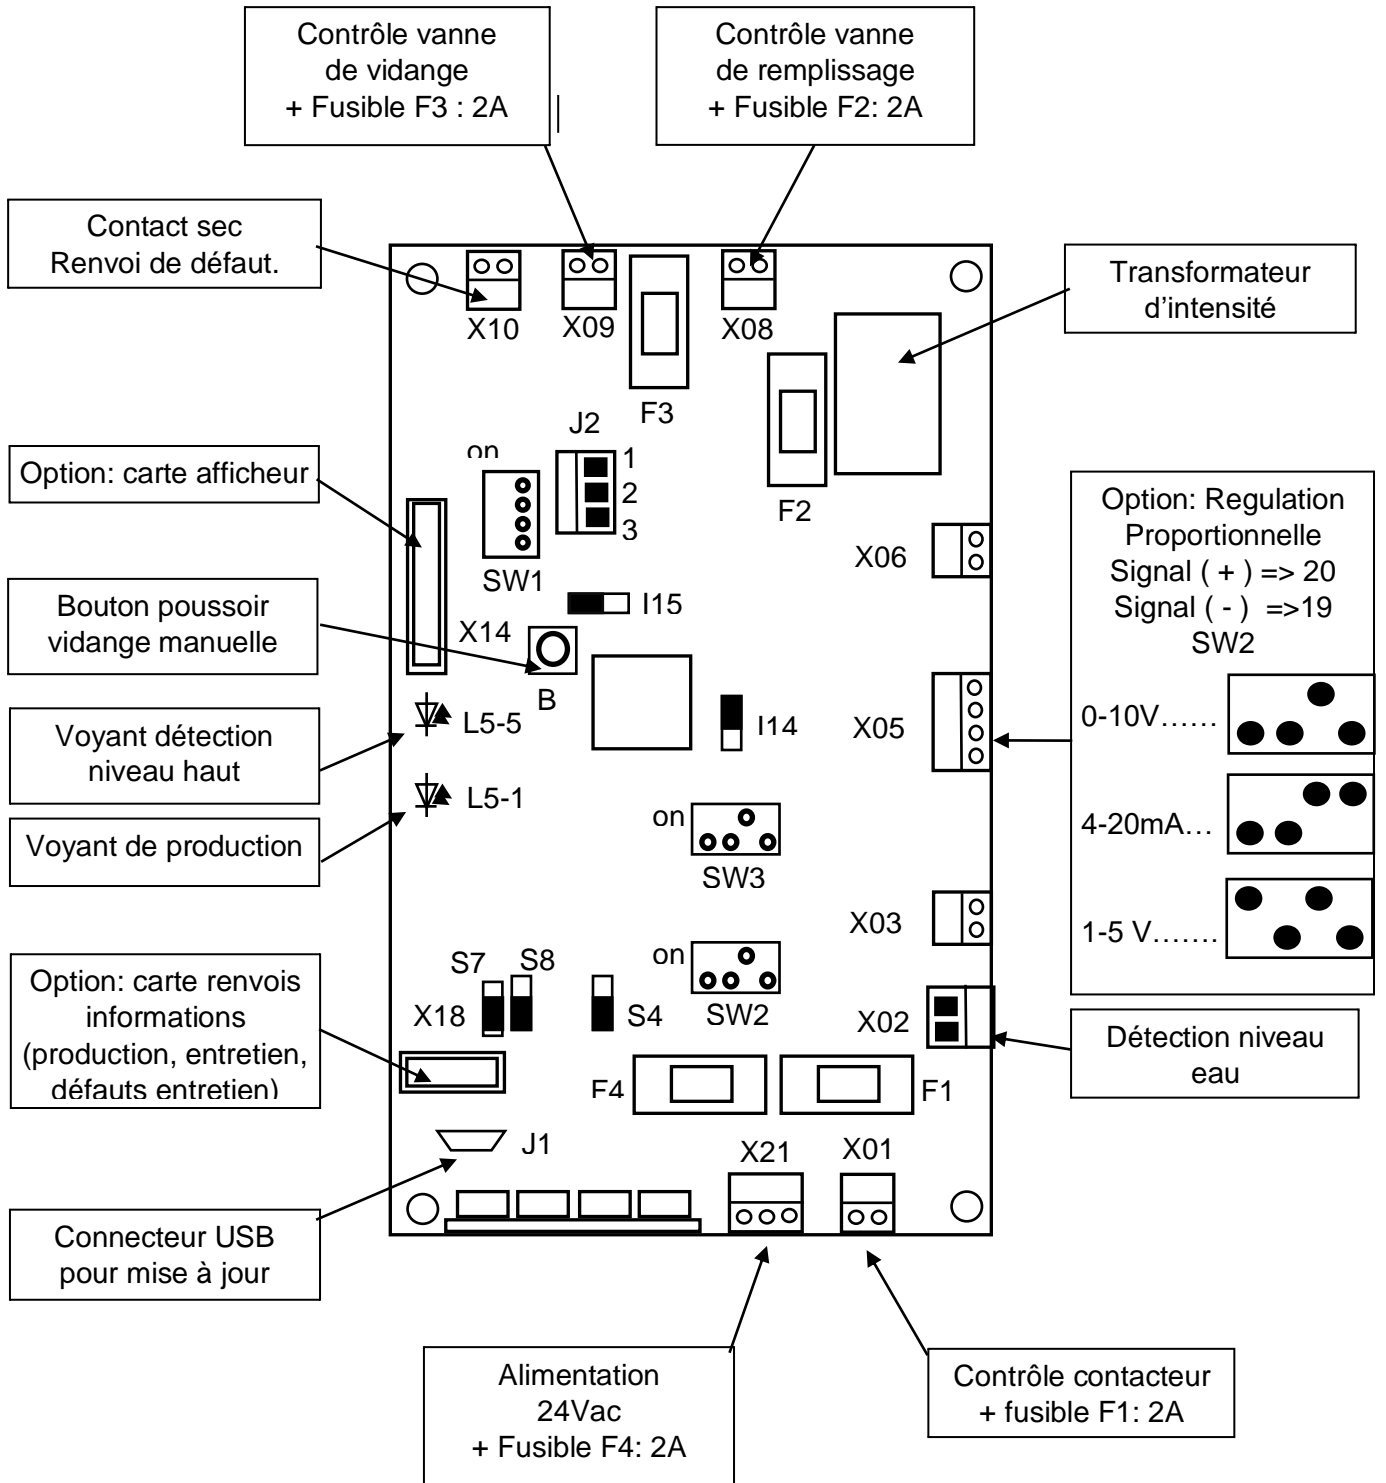 Contrôle vanne
de vidange
+ Fusible F3 : 2A
Contrôle vanne
de remplissage
+ Fusible F2: 2A
Contact sec
Renvoi de défaut.
Transformateur
d'intensité
X10
X09
X08
F3
J2
on
1
2
3
F2
SW1
Option: carte afficheur
X06
I15
X14
Bouton poussoir
vidange manuelle
B
Option: Regulation
Proportionnelle
Signal ( + ) => 20
Signal ( - ) =>19
SW2
0-10V……
4-20mA…
1-5 V…….
L5-5
I14
X05
Voyant détection
niveau haut
L5-1
Voyant de production
on
SW3
X03
Option: carte renvois
informations
(production, entretien,
défauts entretien)
S7
S8
on
X18
S4
SW2
X02
Détection niveau
eau
F4
F1
J1
X21
X01
Connecteur USB
pour mise à jour
Alimentation
24Vac
+ Fusible F4: 2A
Contrôle contacteur
+ fusible F1: 2A